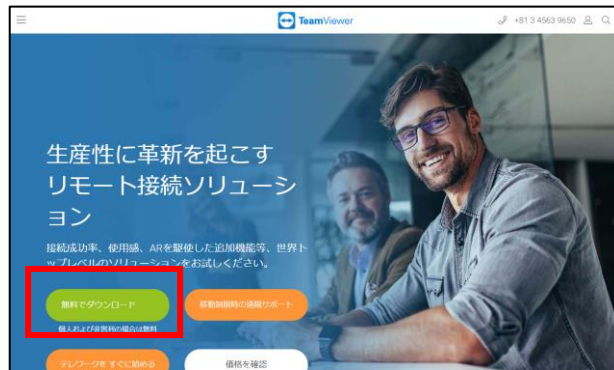 TeamViewer
+81 3 4563 9650
生産性に革新を起こす
リモート接続ソリューシ
ョン
接続成功率、使用感、ARを駆使した追加機能等、世界ト
ップレベルのソリューションをお試しください。
無料でダウンロード
移動制限時の遠隔サポート
個人および非営利の場合は無料
テレワークを すぐに始める
価格を確認